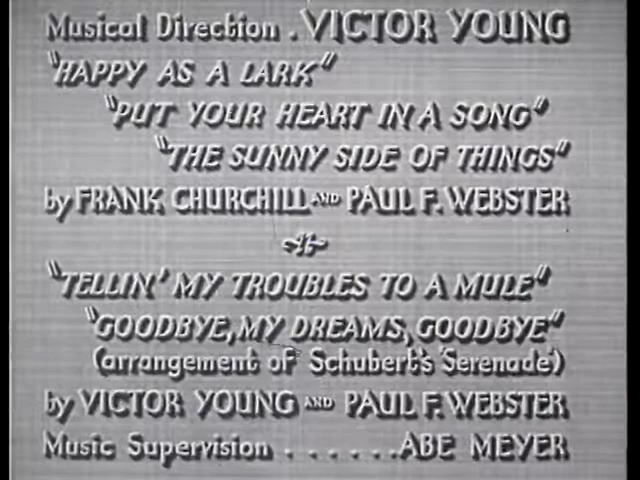 Musical Direction . VICTOR YOUNG
"HAPPY AS A LARK"
"PUT YOUR HEART IN A SONG"
"THE SUNNY SIDE OF THINGS"
by FRANK CHURCHILL AND PAUL F. WEBSTER
"TELLIN' MY TROUBLES TO A MULE"
"GOODBYE, MY DREAMS, GOODBYE"
(arrangement of Schubert's 'Serenade')
by VICTOR YOUNG AND PAUL F. WEBSTER
Music Supervision . . . . . . ABE MEYER